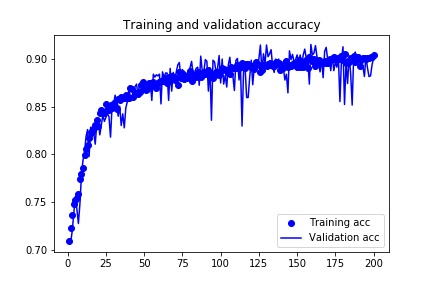 Training and validation accuracy
0.90
0.85
0.80
0.75
0.70
Training acc
Validation acc
0 25 50 75 100 125 150 175 200